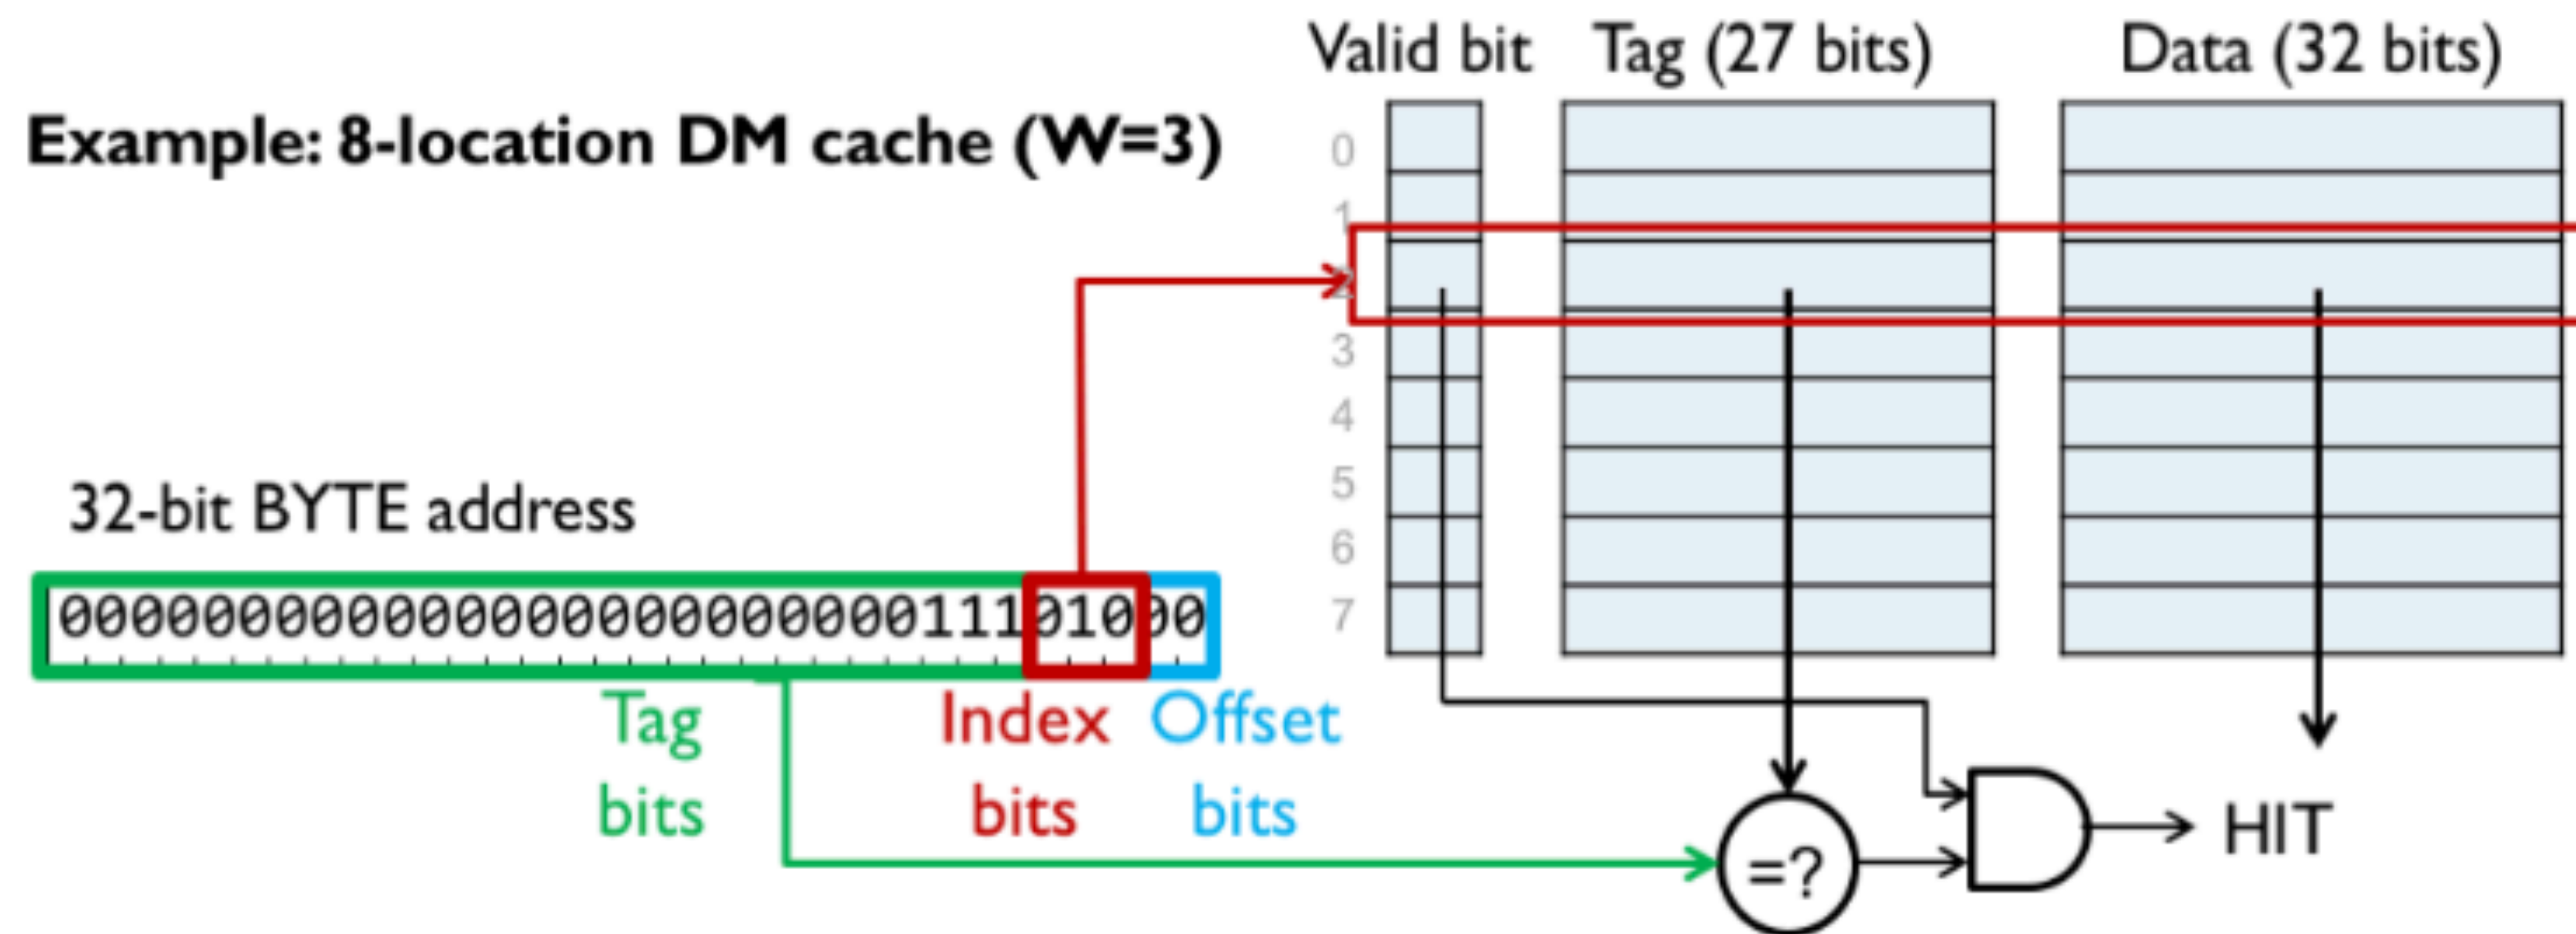 Valid bit Tag (27 bits) Data (32 bits)
Example: 8-location DM cache (W=3)
0
1
2
3
4
5
6
7
32-bit BYTE address
00000000000000000000000011101000
Tag bits
Index bits
Offset bits
=?
HIT